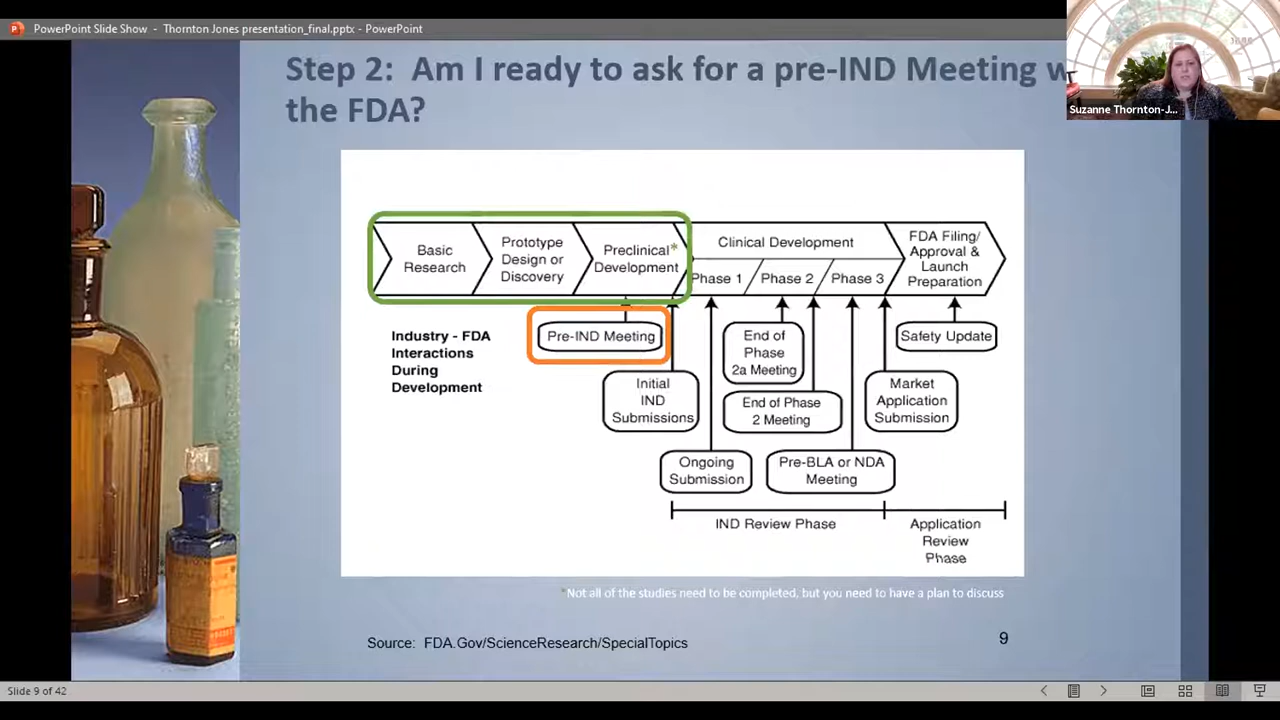 PowerPoint Slide Show - Thornton Jones presentation_final.pptx - PowerPoint
Suzanne Thornton-J...
Step 2: Am I ready to ask for a pre-IND Meeting w
the FDA?
Basic
Research
Prototype
Design or
Discovery
Preclinical*
Development
Clinical Development
Phase 1
Phase 2
Phase 3
FDA Filing/
Approval &
Launch
Preparation
Industry - FDA
Interactions
During
Development
Pre-IND Meeting
Initial
IND
Submissions
Ongoing
Submission
End of
Phase
2a Meeting
End of Phase
2 Meeting
Pre-BLA or NDA
Meeting
Market
Application
Submission
Safety Update
IND Review Phase
Application
Review
Phase
*Not all of the studies need to be completed, but you need to have a plan to discuss
Source: FDA.Gov/ScienceResearch/SpecialTopics
9
Slide 9 of 42